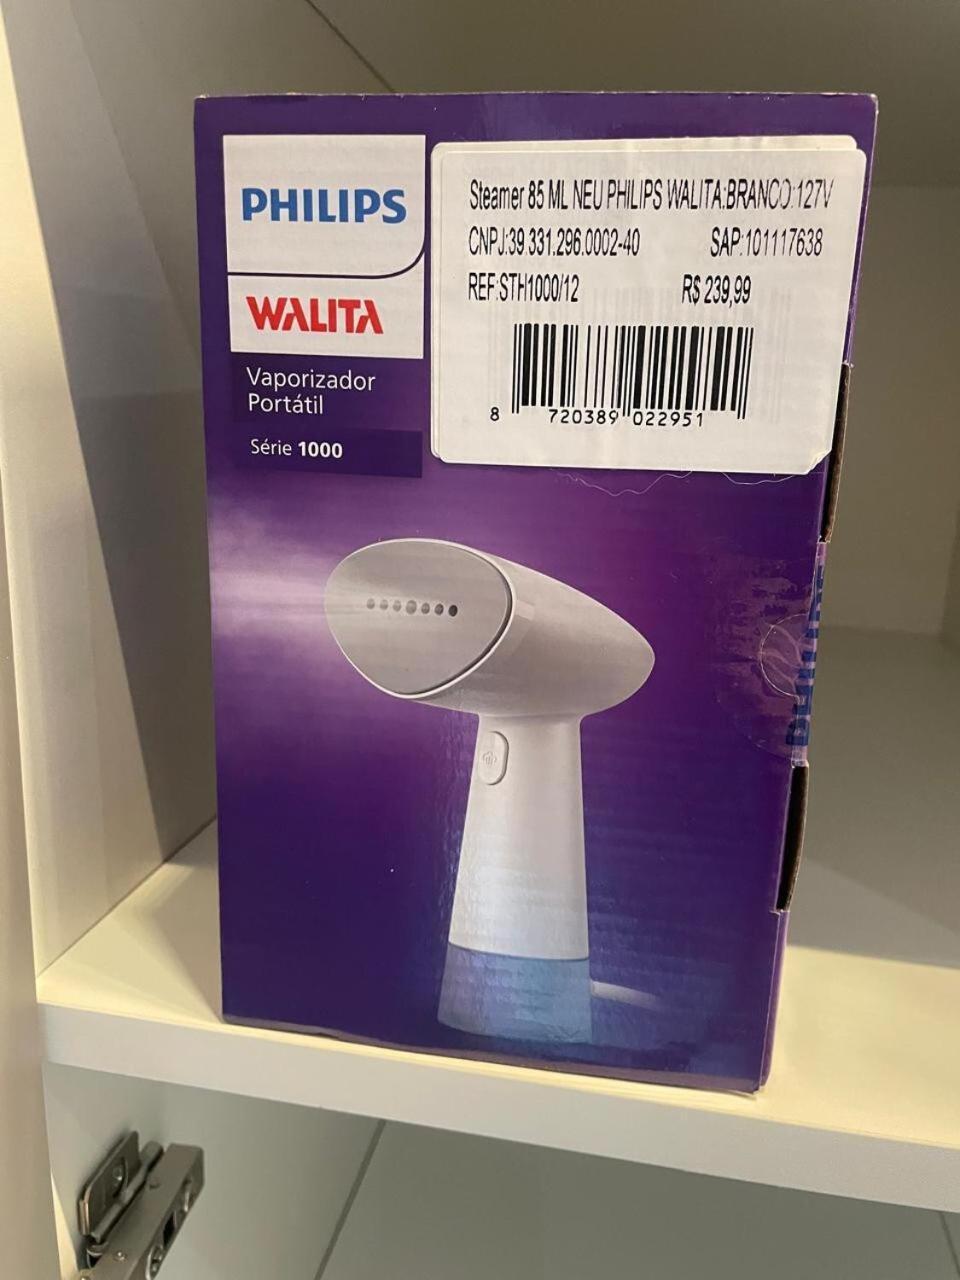 PHILIPS
WALITA
Vaporizador
Portátil
Série 1000
Steamer 85 ML NEU PHILIPS WALITA:BRANCO:127V
CNPJ:39.331.296.0002-40 SAP:101117638
REF:STH1000/12 R$ 239,99
8 720389 022951
PHILIPS